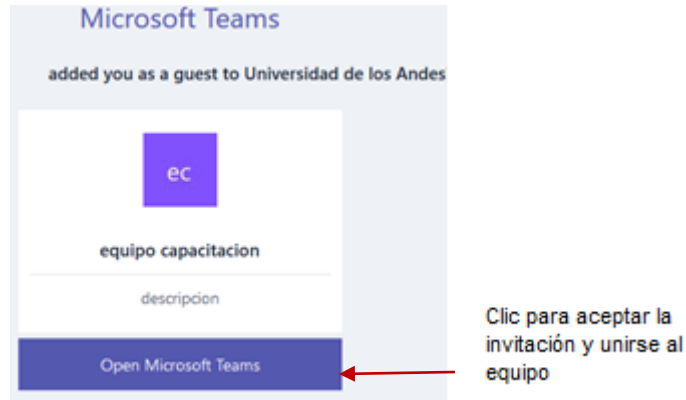 Microsoft Teams
added you as a guest to Universidad de los Andes
ec
equipo capacitacion
descripcion
Open Microsoft Teams
Clic para aceptar la
invitación y unirse al
equipo